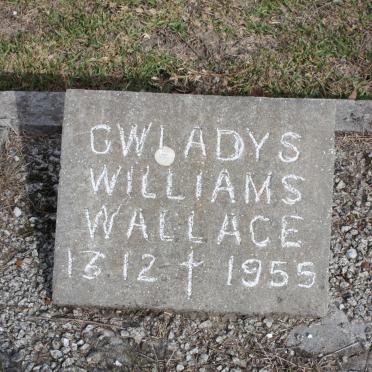 GWLADYS
WILLIAMS
WALLACE
13 12 † 1955